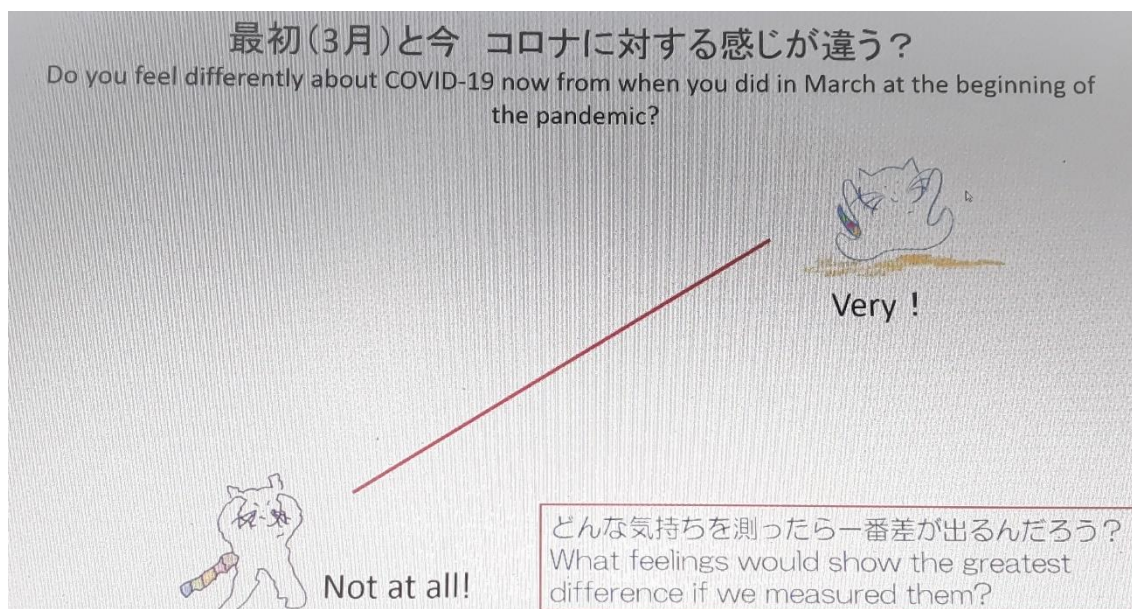 最初(3月)と今 コロナに対する感じが違う?
Do you feel differently about COVID-19 now from when you did in March at the beginning of
the pandemic?
Very !
Not at all!
どんな気持ちを測ったら一番差が出るんだろう?
What feelings would show the greatest
difference if we measured them?